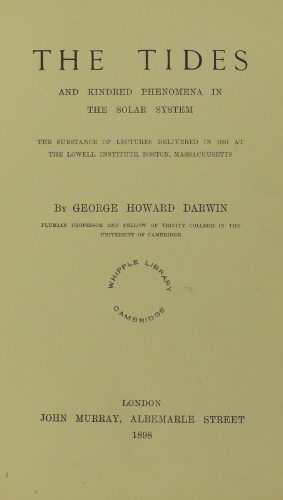 THE TIDES
AND KINDRED PHENOMENA IN
THE SOLAR SYSTEM
THE SUBSTANCE OF LECTURES DELIVERED IN 1897 AT
THE LOWELL INSTITUTE, BOSTON, MASSACHUSETTS
BY GEORGE HOWARD DARWIN
PLUMIAN PROFESSOR AND FELLOW OF TRINITY COLLEGE IN THE
UNIVERSITY OF CAMBRIDGE
WHIPPLE LIBRARY
CAMBRIDGE
LONDON
JOHN MURRAY, ALBEMARLE STREET
1898